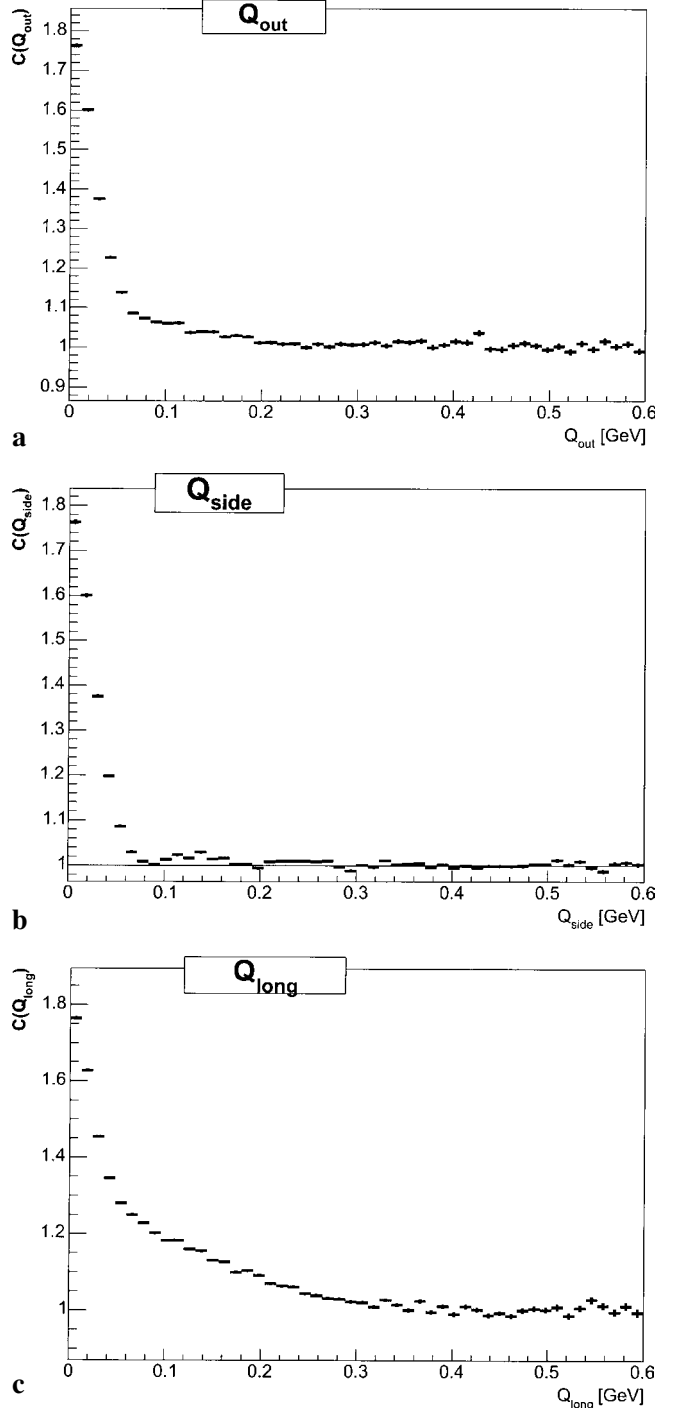 Q_out
C(Q_out)
1.8
1.7
1.6
1.5
1.4
1.3
1.2
1.1
1
0.9
0 0.1 0.2 0.3 0.4 0.5 0.6
Q_out [GeV]
a
Q_side
C(Q_side)
1.8
1.7
1.6
1.5
1.4
1.3
1.2
1.1
1
0 0.1 0.2 0.3 0.4 0.5 0.6
Q_side [GeV]
b
Q_long
C(Q_long)
1.8
1.6
1.4
1.2
1
0 0.1 0.2 0.3 0.4 0.5 0.6
Q_long [GeV]
c